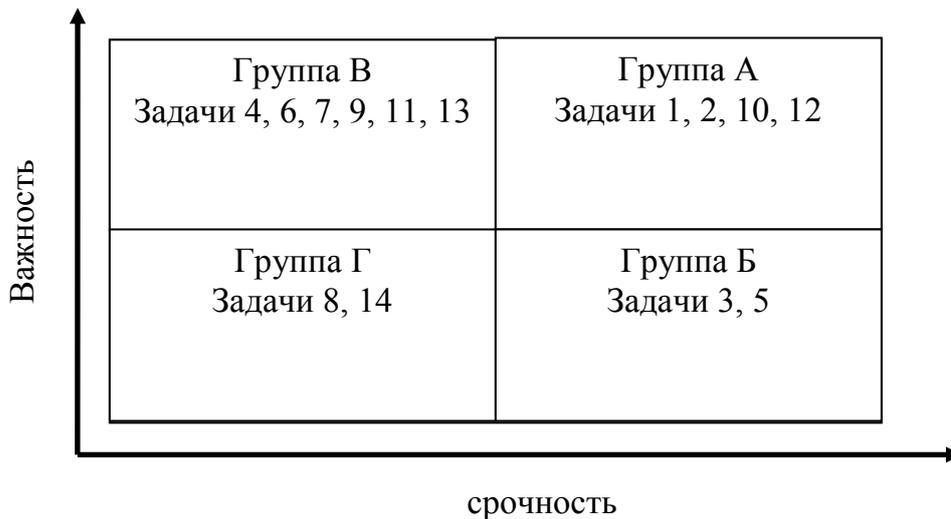 Важность
Группа В
Задачи 4, 6, 7, 9, 11, 13
Группа А
Задачи 1, 2, 10, 12
Группа Г
Задачи 8, 14
Группа Б
Задачи 3, 5
срочность